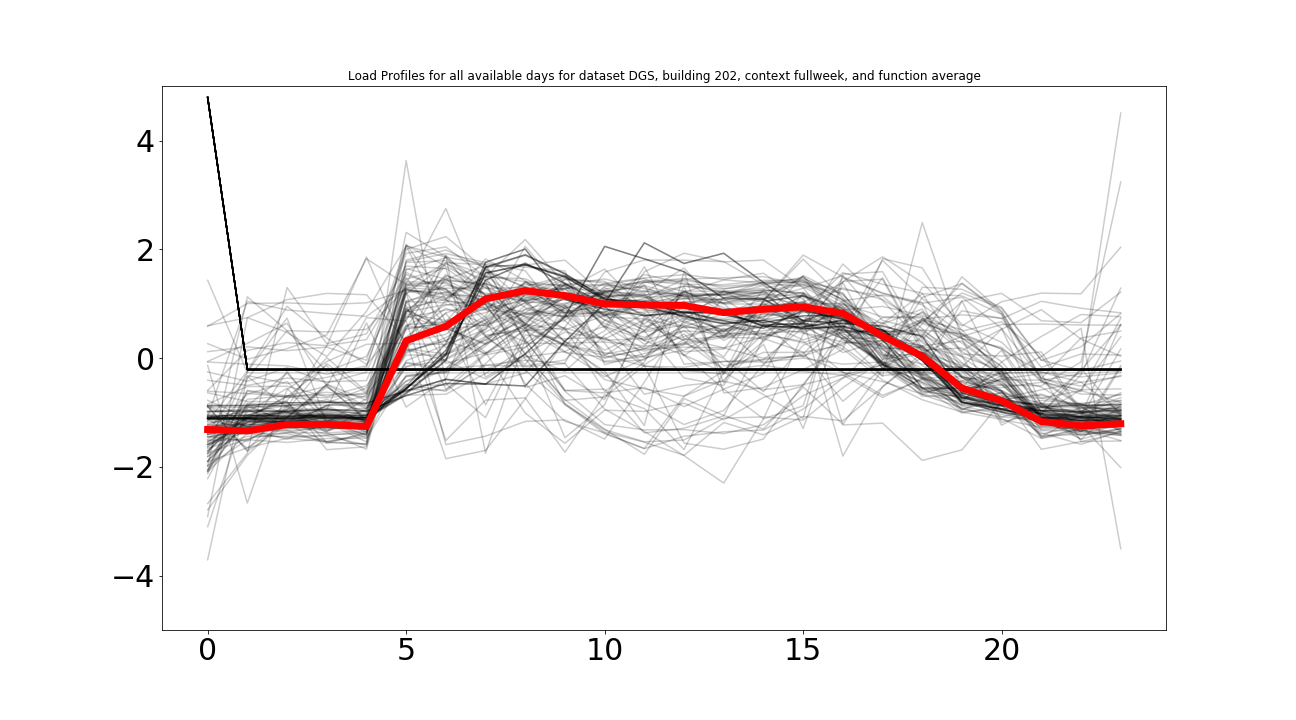 Load Profiles for all available days for dataset DGS, building 202, context fullweek, and function average
4
2
0
−2
−4
0 5 10 15 20